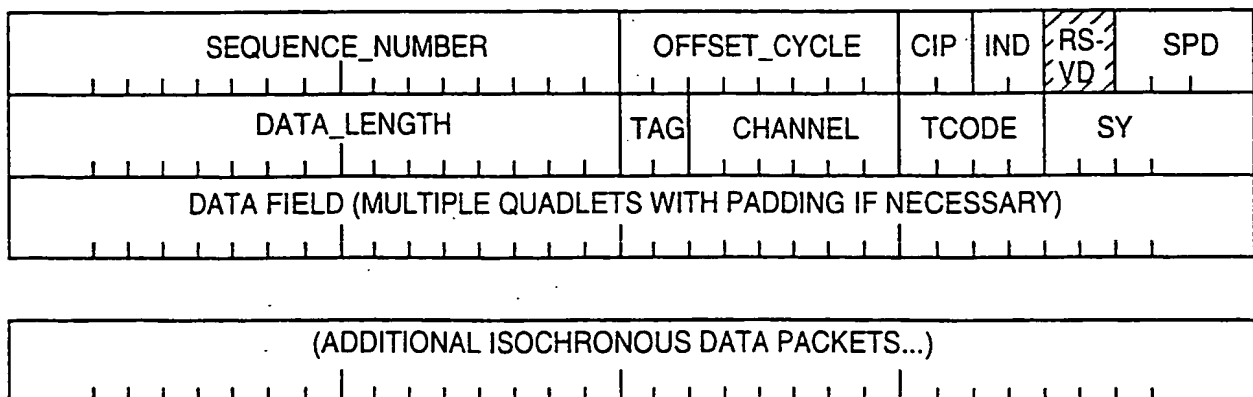 SEQUENCE_NUMBER OFFSET_CYCLE CIP IND RS-VD SPD
DATA_LENGTH TAG CHANNEL TCODE SY
DATA FIELD (MULTIPLE QUADLETS WITH PADDING IF NECESSARY)
(ADDITIONAL ISOCHRONOUS DATA PACKETS...)